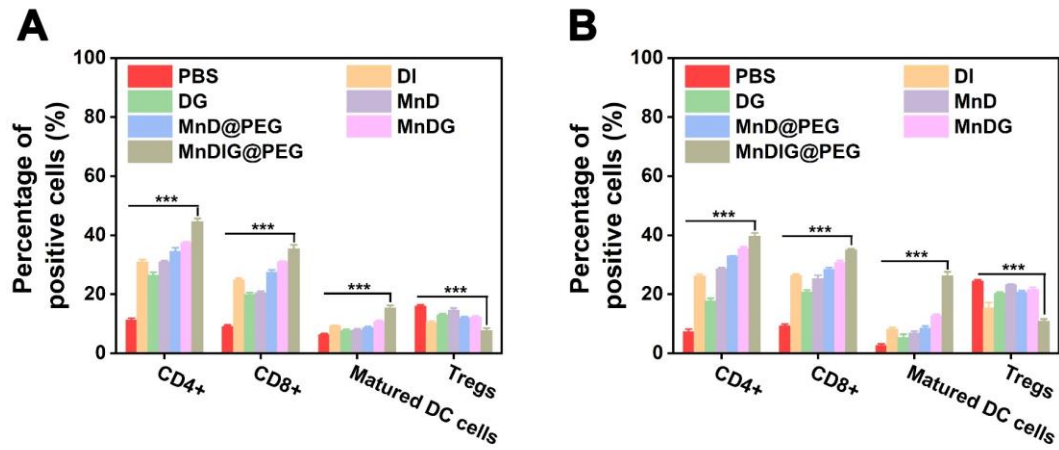 A
Percentage of
positive cells (%)
100
80
60
40
20
0
PBS
DI
DG
MnD
MnD@PEG
MnDG
MnDIG@PEG
***
***
***
***
CD4+
CD8+
Matured DC cells
Tregs
B
Percentage of
positive cells (%)
100
80
60
40
20
0
PBS
DI
DG
MnD
MnD@PEG
MnDG
MnDIG@PEG
***
***
***
***
CD4+
CD8+
Matured DC cells
Tregs